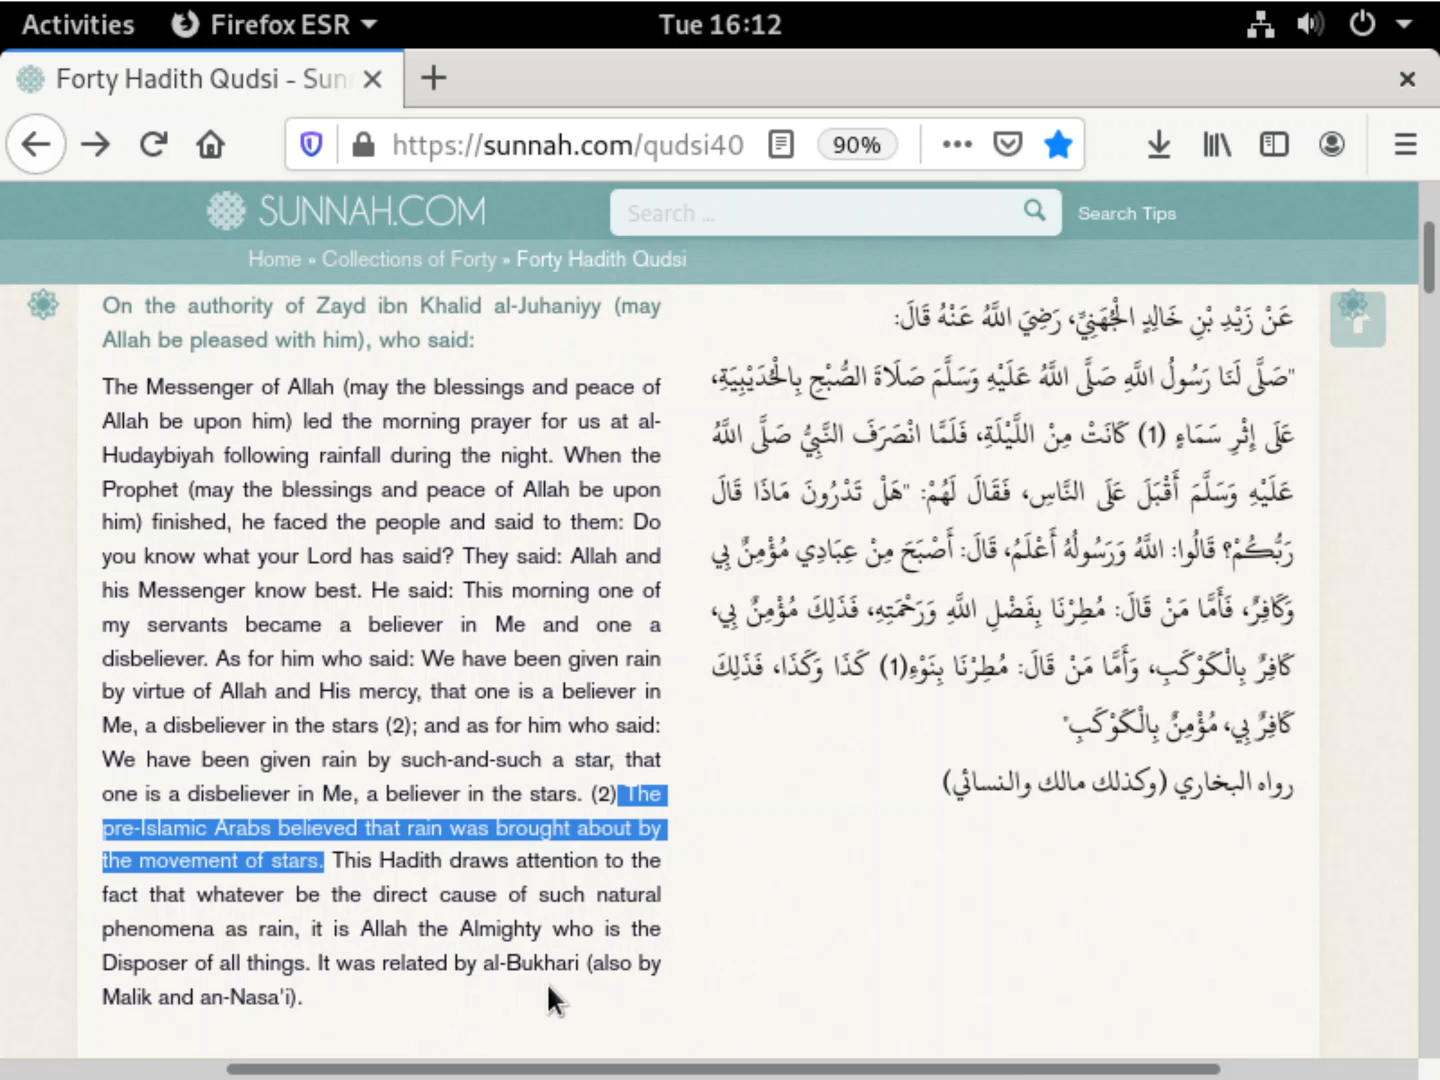 Activities
Firefox ESR
Tue 16:12
Forty Hadith Qudsi - Sun
https://sunnah.com/qudsi40
90%
SUNNAH.COM
Search ...
Search Tips
Home » Collections of Forty » Forty Hadith Qudsi
On the authority of Zayd ibn Khalid al-Juhaniyy (may
Allah be pleased with him), who said:
The Messenger of Allah (may the blessings and peace of
Allah be upon him) led the morning prayer for us at al-
Hudaybiyah following rainfall during the night. When the
Prophet (may the blessings and peace of Allah be upon
him) finished, he faced the people and said to them: Do
you know what your Lord has said? They said: Allah and
his Messenger know best. He said: This morning one of
my servants became a believer in Me and one a
disbeliever. As for him who said: We have been given rain
by virtue of Allah and His mercy, that one is a believer in
Me, a disbeliever in the stars (2); and as for him who said:
We have been given rain by such-and-such a star, that
one is a disbeliever in Me, a believer in the stars. (2) The
pre-Islamic Arabs believed that rain was brought about by
the movement of stars. This Hadith draws attention to the
fact that whatever be the direct cause of such natural
phenomena as rain, it is Allah the Almighty who is the
Disposer of all things. It was related by al-Bukhari (also by
Malik and an-Nasa'i).
عَنْ زَيْدِ بْنِ خَالِدٍ الْجُهَنِيِّ، رَضِيَ اللَّهُ عَنْهُ قَالَ:
"صَلَّى لَنَا رَسُولُ اللَّهِ صَلَّى اللَّهُ عَلَيْهِ وَسَلَّمَ صَلَاةَ الصُّبْحِ بِالْحُدَيْبِيَةِ،
عَلَى إِثْرِ سَمَاءٍ (1) كَانَتْ مِنْ اللَّيْلَةِ، فَلَمَّا انْصَرَفَ النَّبِيُّ صَلَّى اللَّهُ
عَلَيْهِ وَسَلَّمَ أَقْبَلَ عَلَى النَّاسِ، فَقَالَ لَهُمْ: "هَلْ تَدْرُونَ مَاذَا قَالَ
رَبُّكُمْ؟ قَالُوا: اللَّهُ وَرَسُولُهُ أَعْلَمُ، قَالَ: أَصْبَحَ مِنْ عِبَادِي مُؤْمِنٌ بِي
وَكَافِرٌ، فَأَمَّا مَنْ قَالَ: مُطِرْنَا بِفَضْلِ اللَّهِ وَرَحْمَتِهِ، فَذَلِكَ مُؤْمِنٌ بِي،
كَافِرٌ بِالْكَوْكَبِ، وَأَمَّا مَنْ قَالَ: مُطِرْنَا بِنَوْءِ(1) كَذَا وَكَذَا، فَذَلِكَ
كَافِرٌ بِي، مُؤْمِنٌ بِالْكَوْكَبِ"
رواه البخاري (وكذلك مالك والنسائي)